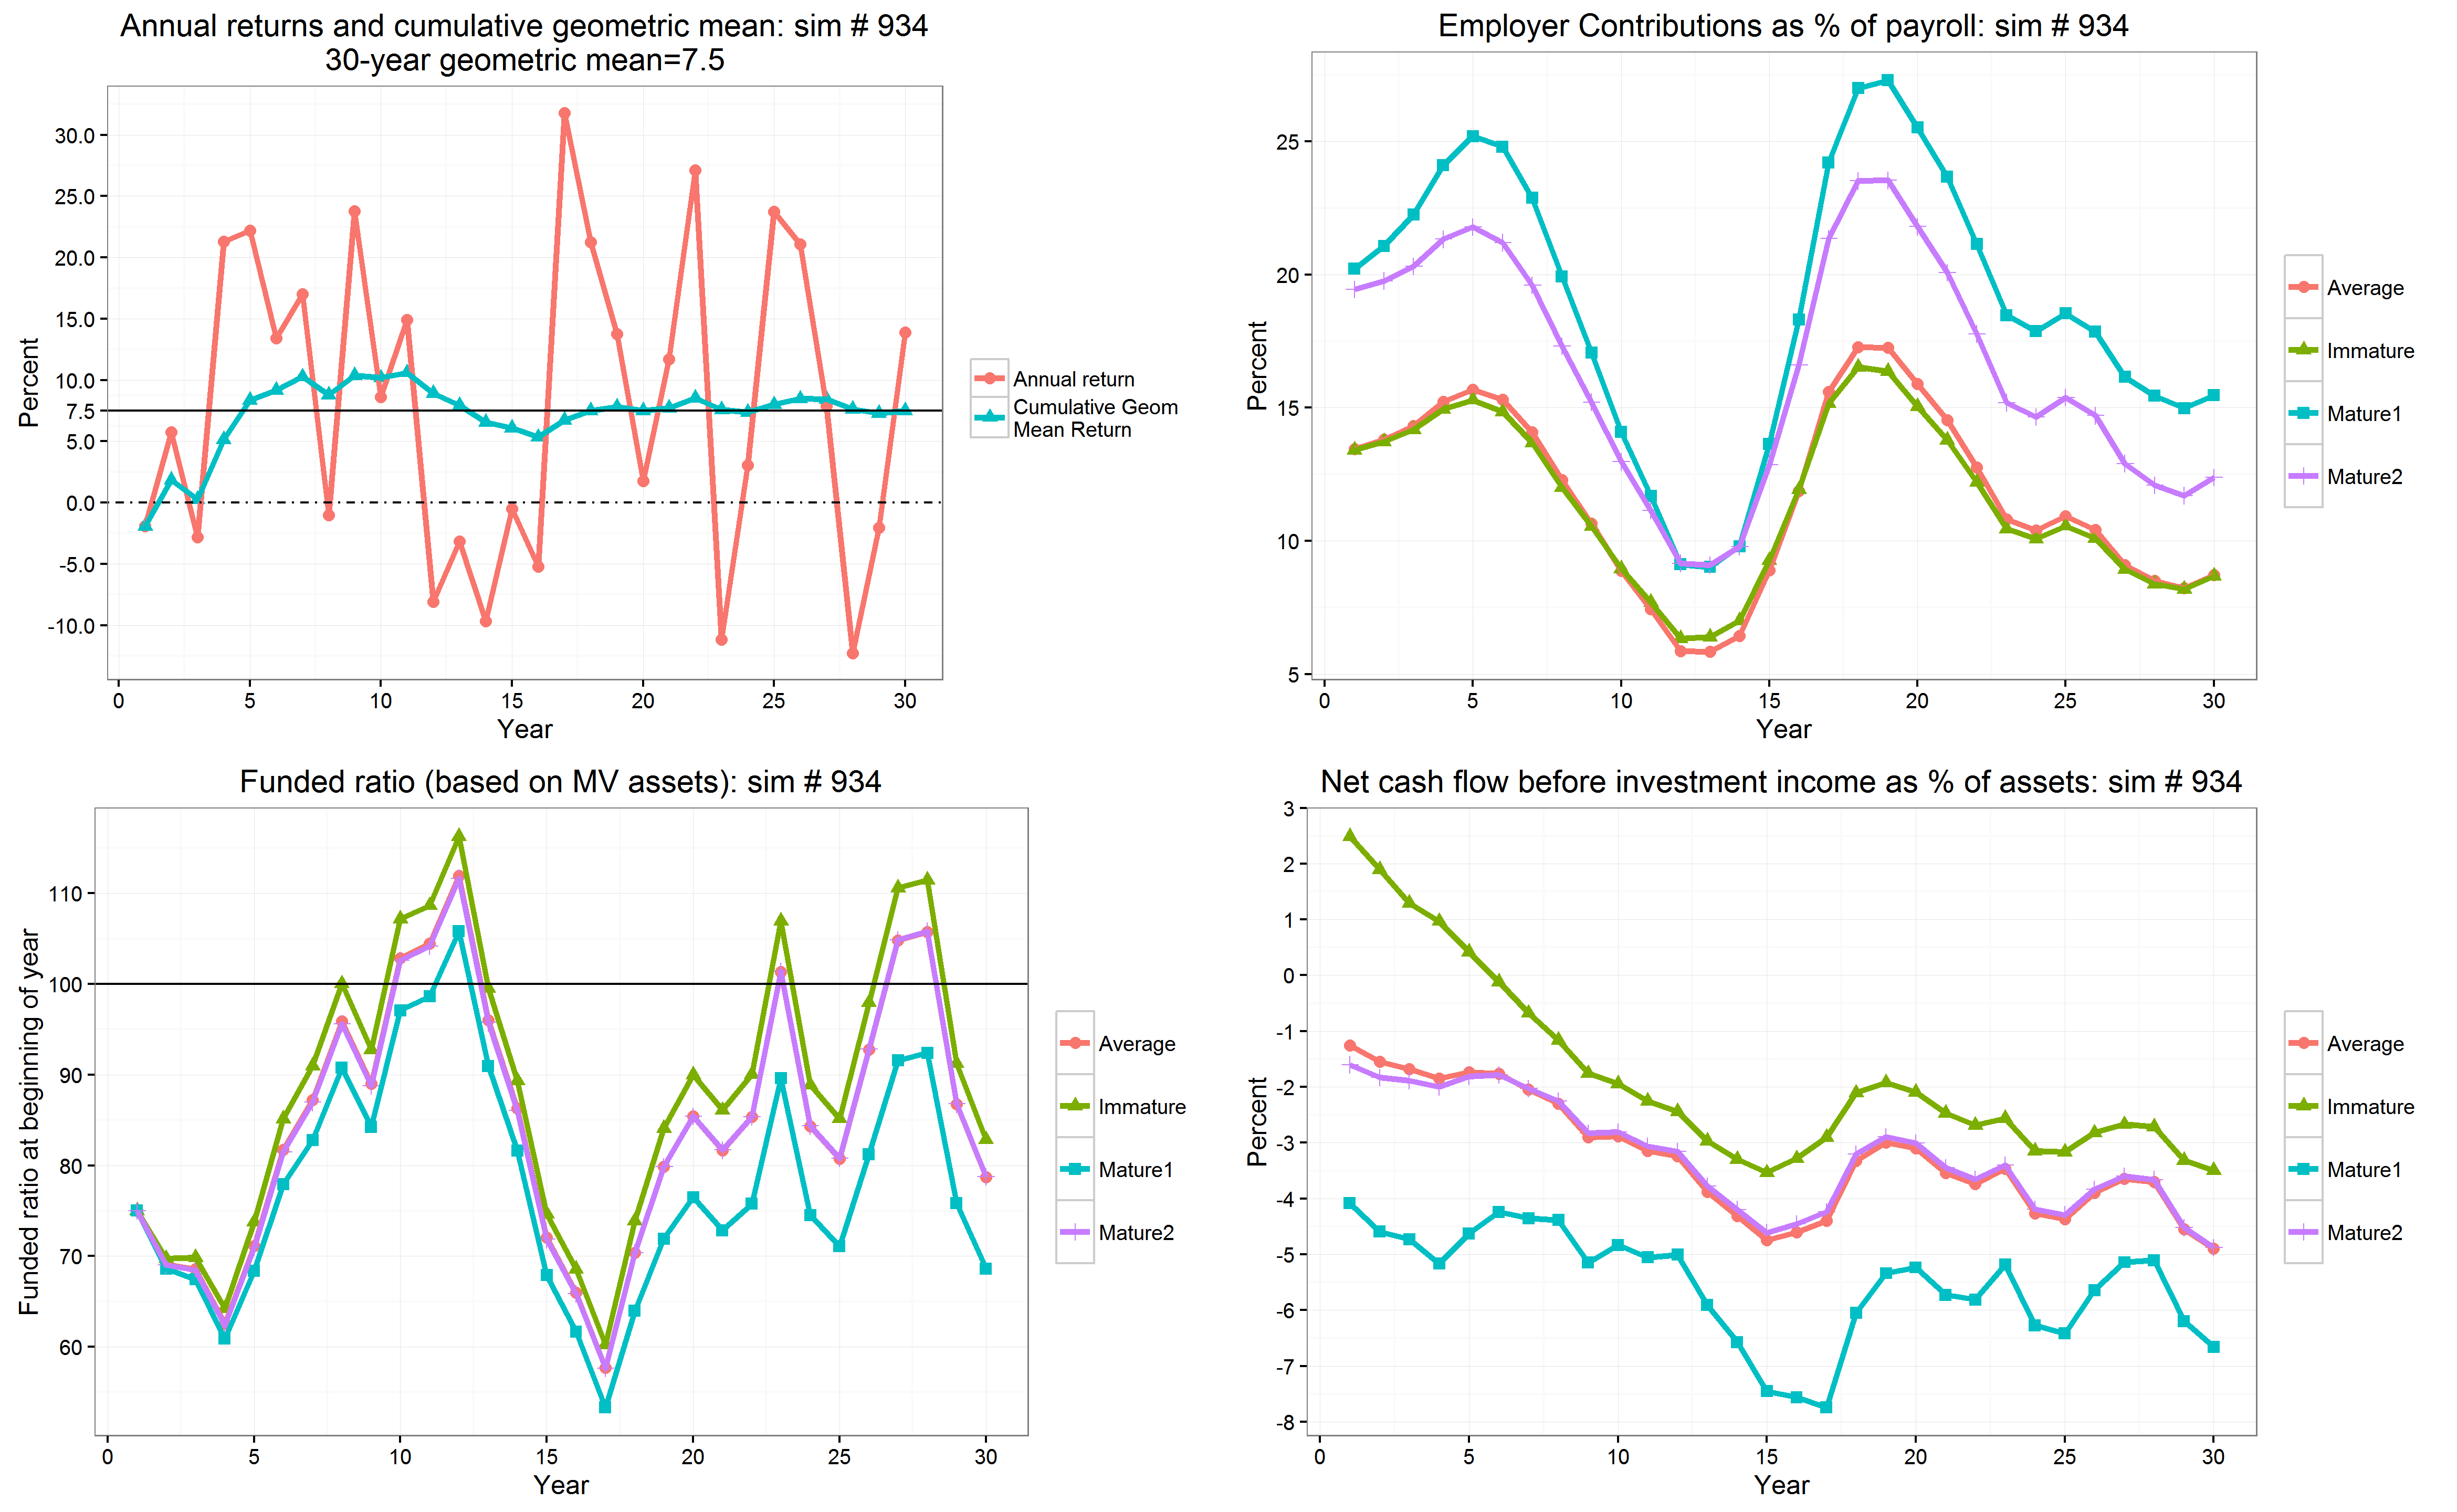 Annual returns and cumulative geometric mean: sim # 934
30-year geometric mean=7.5
Percent
30.0
25.0
20.0
15.0
10.0
7.5
5.0
0.0
-5.0
-10.0
0 5 10 15 20 25 30
Year
Annual return
Cumulative Geom
Mean Return
Employer Contributions as % of payroll: sim # 934
Percent
25
20
15
10
5
0 5 10 15 20 25 30
Year
Average
Immature
Mature1
Mature2
Funded ratio (based on MV assets): sim # 934
Funded ratio at beginning of year
110
100
90
80
70
60
0 5 10 15 20 25 30
Year
Average
Immature
Mature1
Mature2
Net cash flow before investment income as % of assets: sim # 934
Percent
3
2
1
0
-1
-2
-3
-4
-5
-6
-7
-8
0 5 10 15 20 25 30
Year
Average
Immature
Mature1
Mature2